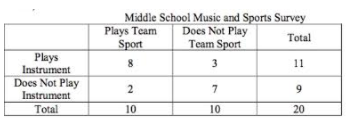 Middle School Music and Sports Survey
Plays Team Sport Does Not Play Team Sport Total
Plays Instrument 8 3 11
Does Not Play Instrument 2 7 9
Total 10 10 20